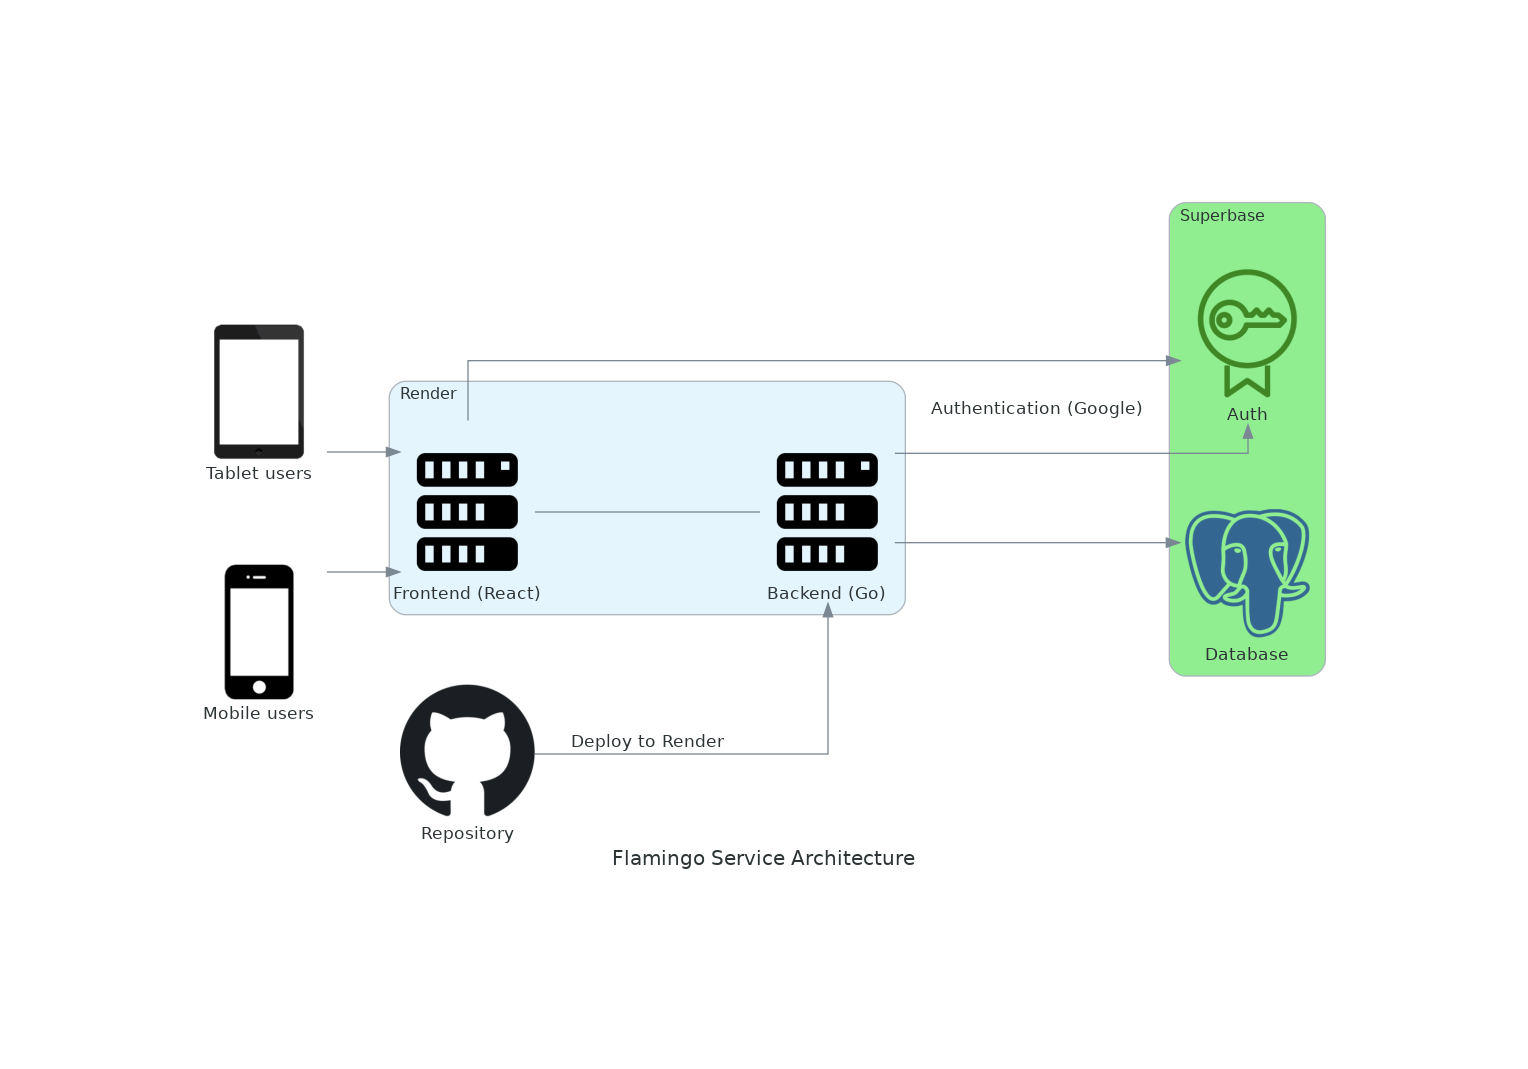 Superbase
Auth
Authentication (Google)
Render
Tablet users
Frontend (React)
Backend (Go)
Database
Mobile users
Deploy to Render
Repository
Flamingo Service Architecture